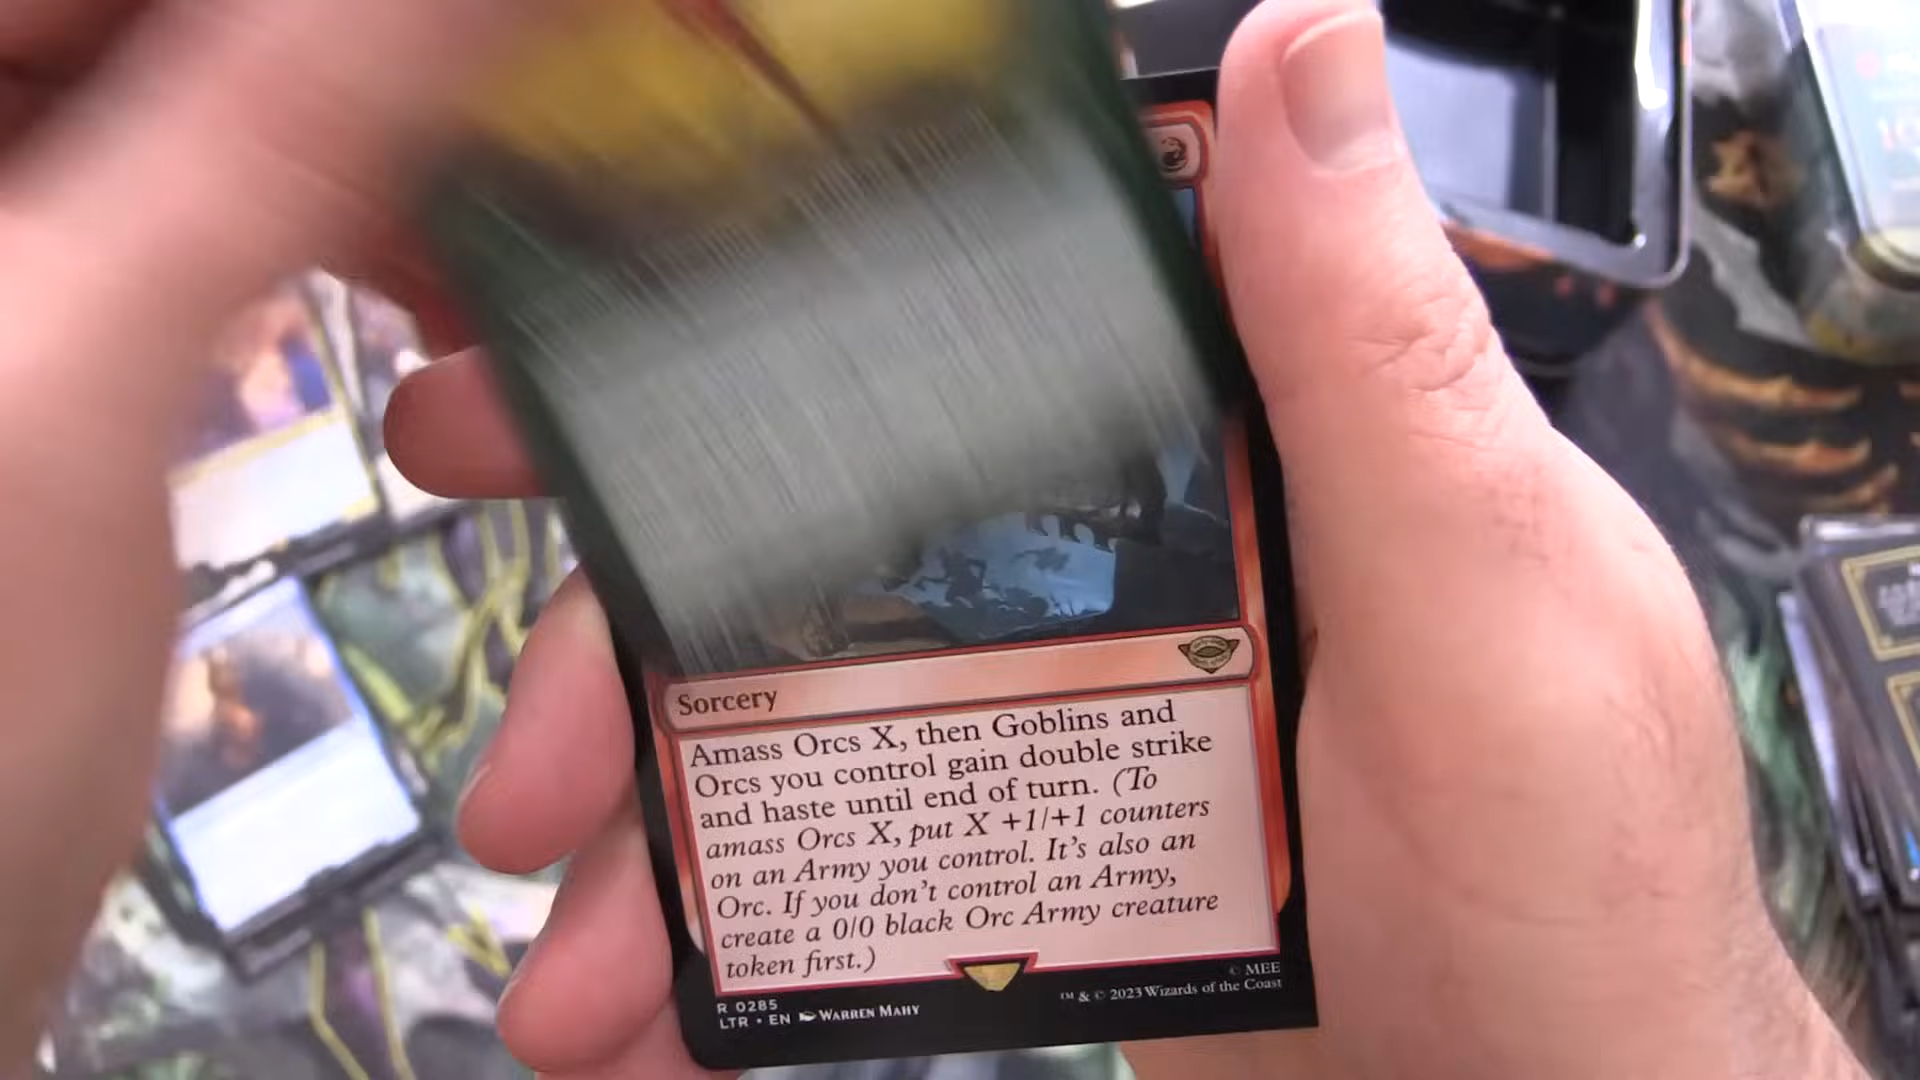 Sorcery
Amass Orcs X, then Goblins and
Orcs you control gain double strike
and haste until end of turn. (To
amass Orcs X, put X +1/+1 counters
on an Army you control. It's also an
Orc. If you don't control an Army,
create a 0/0 black Orc Army creature
token first.)
R 0285
LTR • EN WARREN MAHY
© MEE
™ & © 2023 Wizards of the Coast